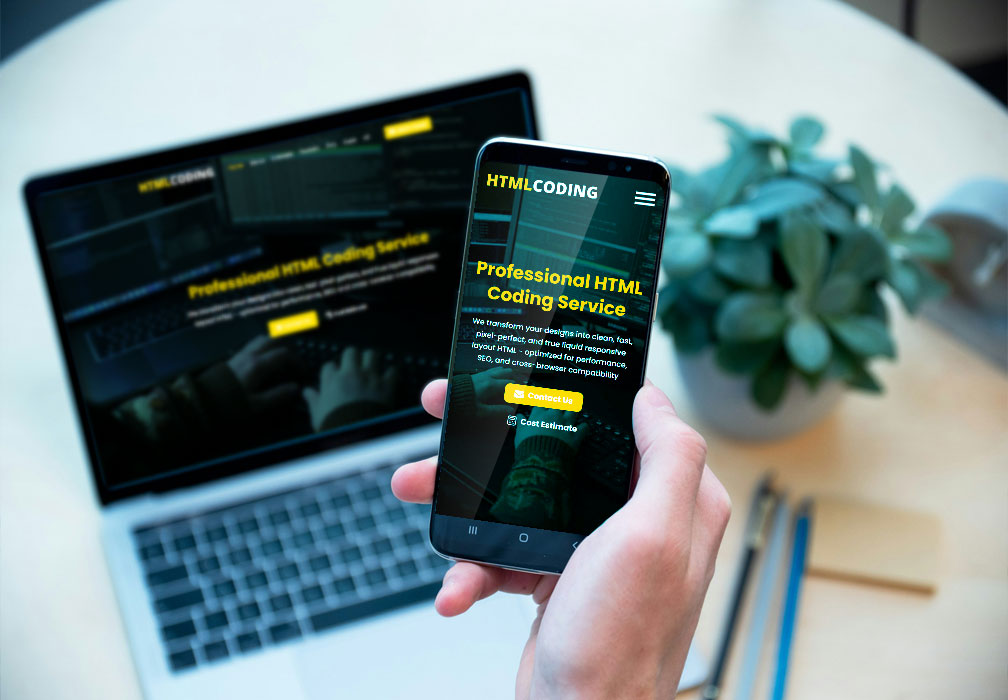 HTMLCODING
Professional HTML Coding Service
HTMLCODING
Professional HTML
Coding Service
We transform your designs into clean, fast,
pixel-perfect, and true liquid responsive
layout HTML - optimized for performance,
SEO, and cross-browser compatibility
Contact Us
Cost Estimate